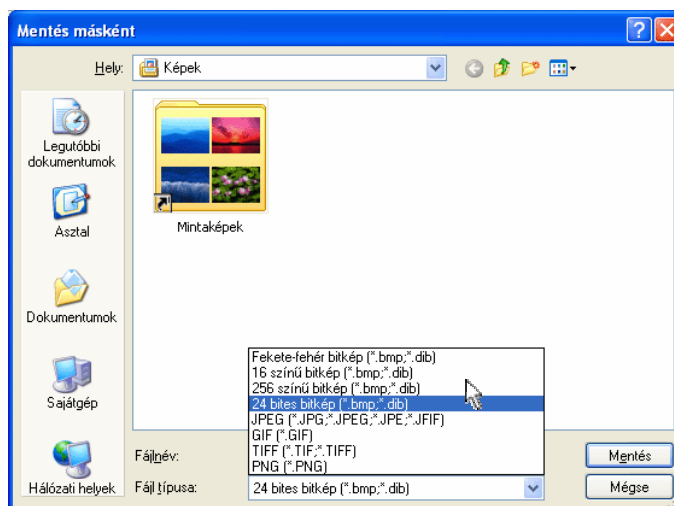 Mentés másként
Hely:
Képek
Legutóbbi
dokumentumok
Asztal
Dokumentumok
Sajátgép
Hálózati helyek
Mintaképek
Fekete-fehér bitkép (*.bmp;*.dib)
16 színű bitkép (*.bmp;*.dib)
256 színű bitkép (*.bmp;*.dib)
24 bites bitkép (*.bmp;*.dib)
JPEG (*.JPG;*.JPEG;*.JPE;*.JFIF)
GIF (*.GIF)
TIFF (*.TIF;*.TIFF)
PNG (*.PNG)
Fájlnév:
Mentés
Fájl típusa:
24 bites bitkép (*.bmp;*.dib)
Mégse